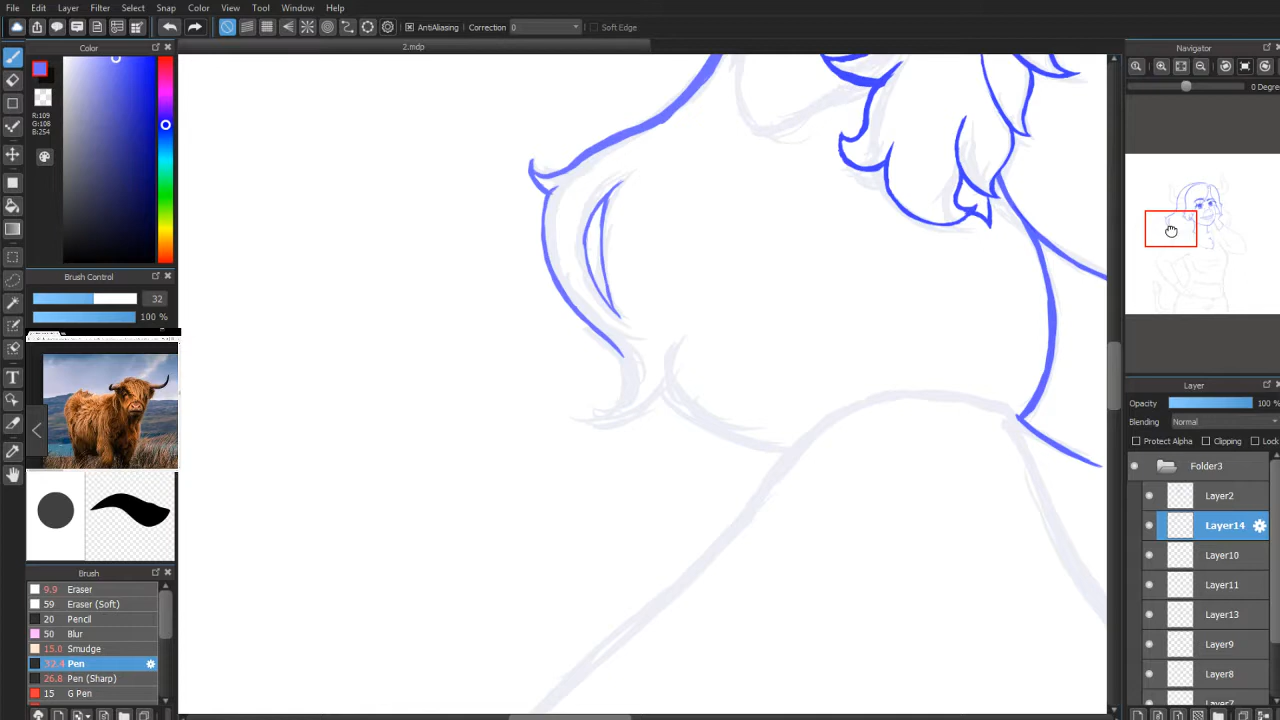 File Edit Layer Filter Select Snap Color View Tool Window Help
AntiAliasing Correction 0 Soft Edge
2.mdp
Color
R:109
G:108
B:254
Brush Control
32
100 %
T
Brush
9.9 Eraser
59 Eraser (Soft)
20 Pencil
50 Blur
15.0 Smudge
32.4 Pen
26.8 Pen (Sharp)
15 G Pen
Navigator
0 Degree
Layer
Opacity 100 %
Blending Normal
Protect Alpha Clipping Lock
Folder3
Layer2
Layer14
Layer10
Layer11
Layer13
Layer9
Layer8
Layer7